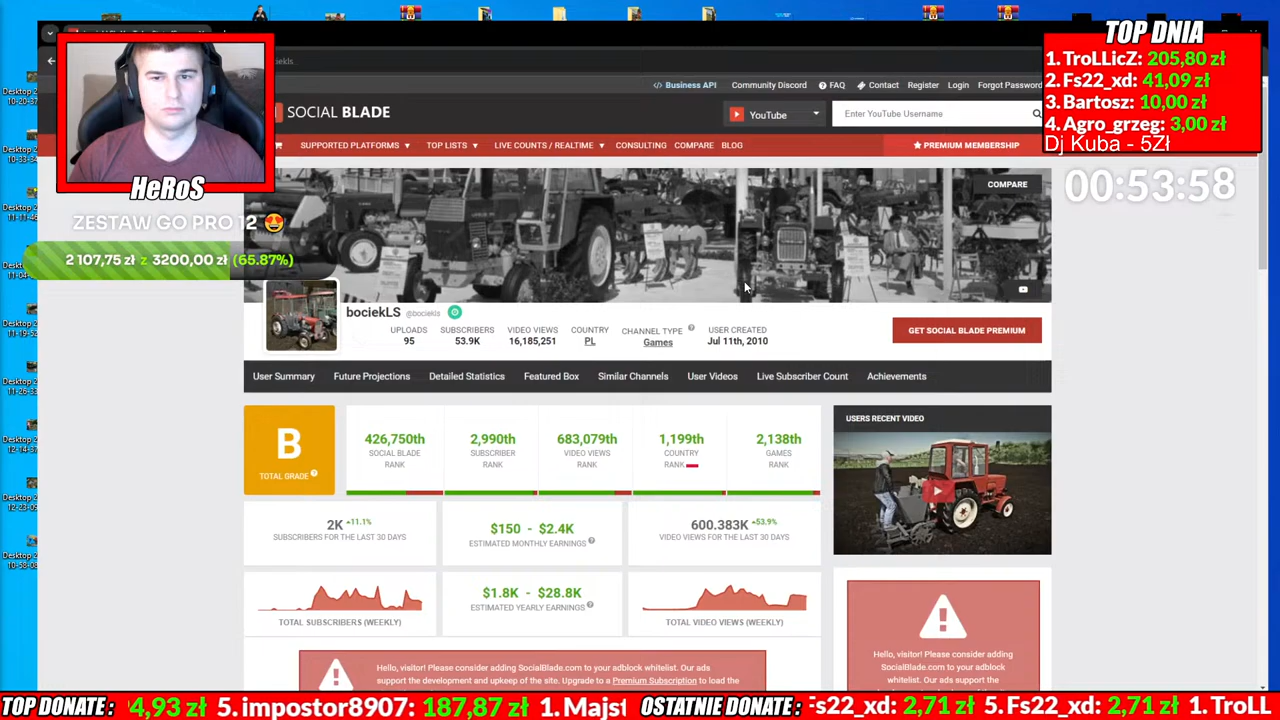 TOP DNIA
1. TroLLicZ: 205,80 zł
2. Fs22_xd: 41,09 zł
3. Bartosz: 10,00 zł
4. Agro_grzeg: 3,00 zł
Dj Kuba - 5Zł
00:53:58
HeRoS
ZESTAW GO PRO 12 😍
2 107,75 zł z 3200,00 zł (65.87%)
Business API Community Discord FAQ Contact Register Login Forgot Password
SOCIAL BLADE
YouTube
Enter YouTube Username
SUPPORTED PLATFORMS TOP LISTS LIVE COUNTS / REALTIME CONSULTING COMPARE BLOG PREMIUM MEMBERSHIP
COMPARE
bociekLS @bociekls
UPLOADS SUBSCRIBERS VIDEO VIEWS COUNTRY CHANNEL TYPE USER CREATED
95 53.9K 16,185,251 PL Games Jul 11th, 2010
GET SOCIAL BLADE PREMIUM
User Summary Future Projections Detailed Statistics Featured Box Similar Channels User Videos Live Subscriber Count Achievements
B
TOTAL GRADE
426,750th
SOCIAL BLADE
RANK
2,990th
SUBSCRIBER
RANK
683,079th
VIDEO VIEWS
RANK
1,199th
COUNTRY
RANK
2,138th
GAMES
RANK
USERS RECENT VIDEO
2K 11.1%
SUBSCRIBERS FOR THE LAST 30 DAYS
$150 - $2.4K
ESTIMATED MONTHLY EARNINGS
600.383K 53.9%
VIDEO VIEWS FOR THE LAST 30 DAYS
TOTAL SUBSCRIBERS (WEEKLY)
$1.8K - $28.8K
ESTIMATED YEARLY EARNINGS
TOTAL VIDEO VIEWS (WEEKLY)
Hello, visitor! Please consider adding SocialBlade.com to your adblock whitelist. Our ads
support the development and upkeep of the site. Upgrade to a Premium Subscription to load the
Hello, visitor! Please consider adding
SocialBlade.com to your adblock
whitelist. Our ads support the
TOP DONATE : 4,93 zł 5. impostor8907: 187,87 zł 1. Majst
OSTATNIE DONATE : Fs22_xd: 2,71 zł 5. Fs22_xd: 2,71 zł 1. TroLL